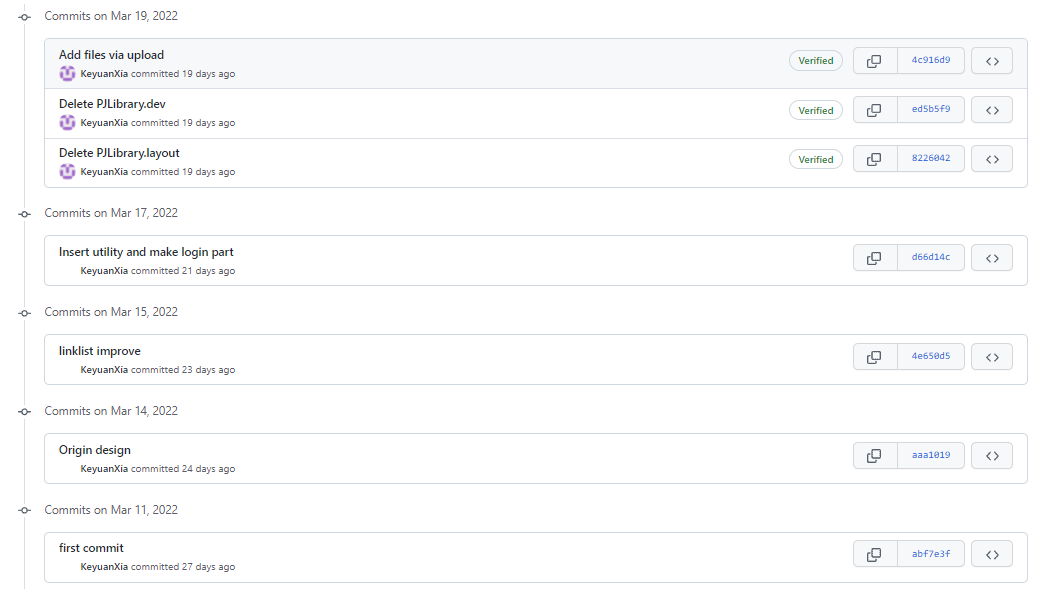 Commits on Mar 19, 2022
Add files via upload
KeyuanXia committed 19 days ago
Verified
4c916d9
Delete PJLibrary.dev
KeyuanXia committed 19 days ago
Verified
ed5b5f9
Delete PJLibrary.layout
KeyuanXia committed 19 days ago
Verified
8226042
Commits on Mar 17, 2022
Insert utility and make login part
KeyuanXia committed 21 days ago
d66d14c
Commits on Mar 15, 2022
linklist improve
KeyuanXia committed 23 days ago
4e650d5
Commits on Mar 14, 2022
Origin design
KeyuanXia committed 24 days ago
aaa1019
Commits on Mar 11, 2022
first commit
KeyuanXia committed 27 days ago
abf7e3f